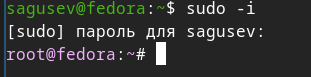 sagusev@fedora:~$ sudo -i
[sudo] пароль для sagusev:
root@fedora:~#